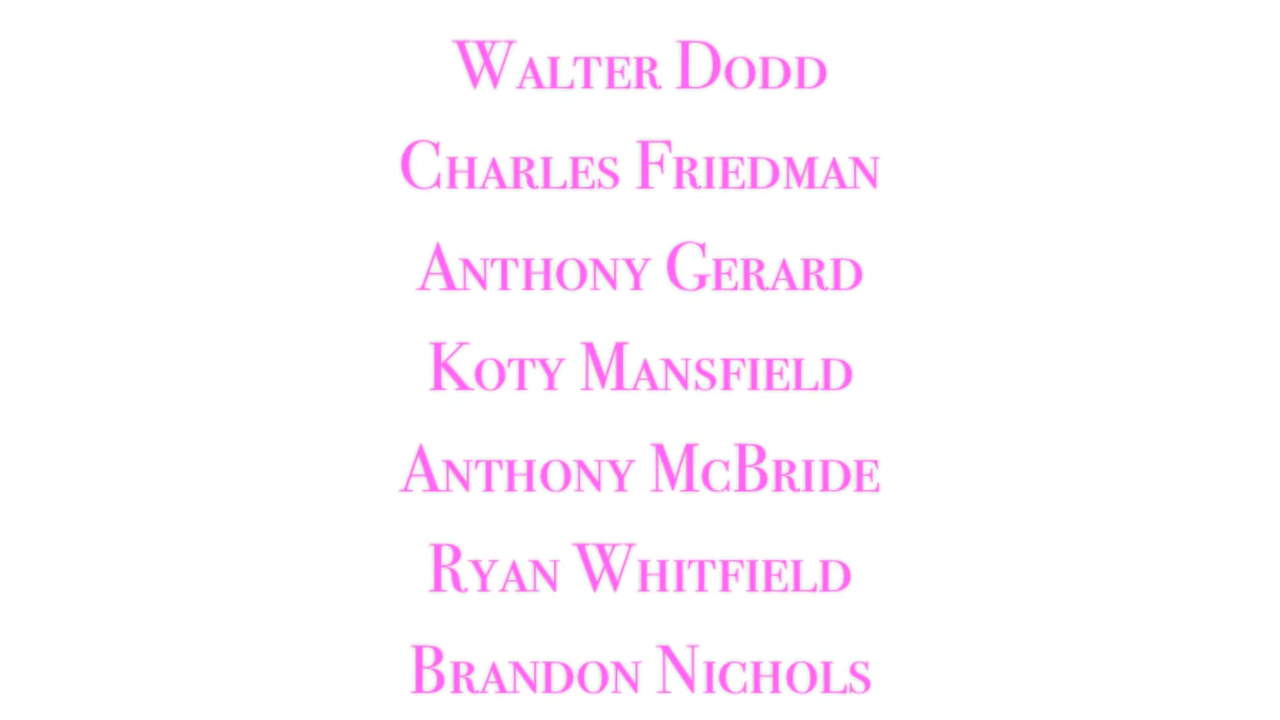 Walter Dodd
Charles Friedman
Anthony Gerard
Koty Mansfield
Anthony McBride
Ryan Whitfield
Brandon Nichols